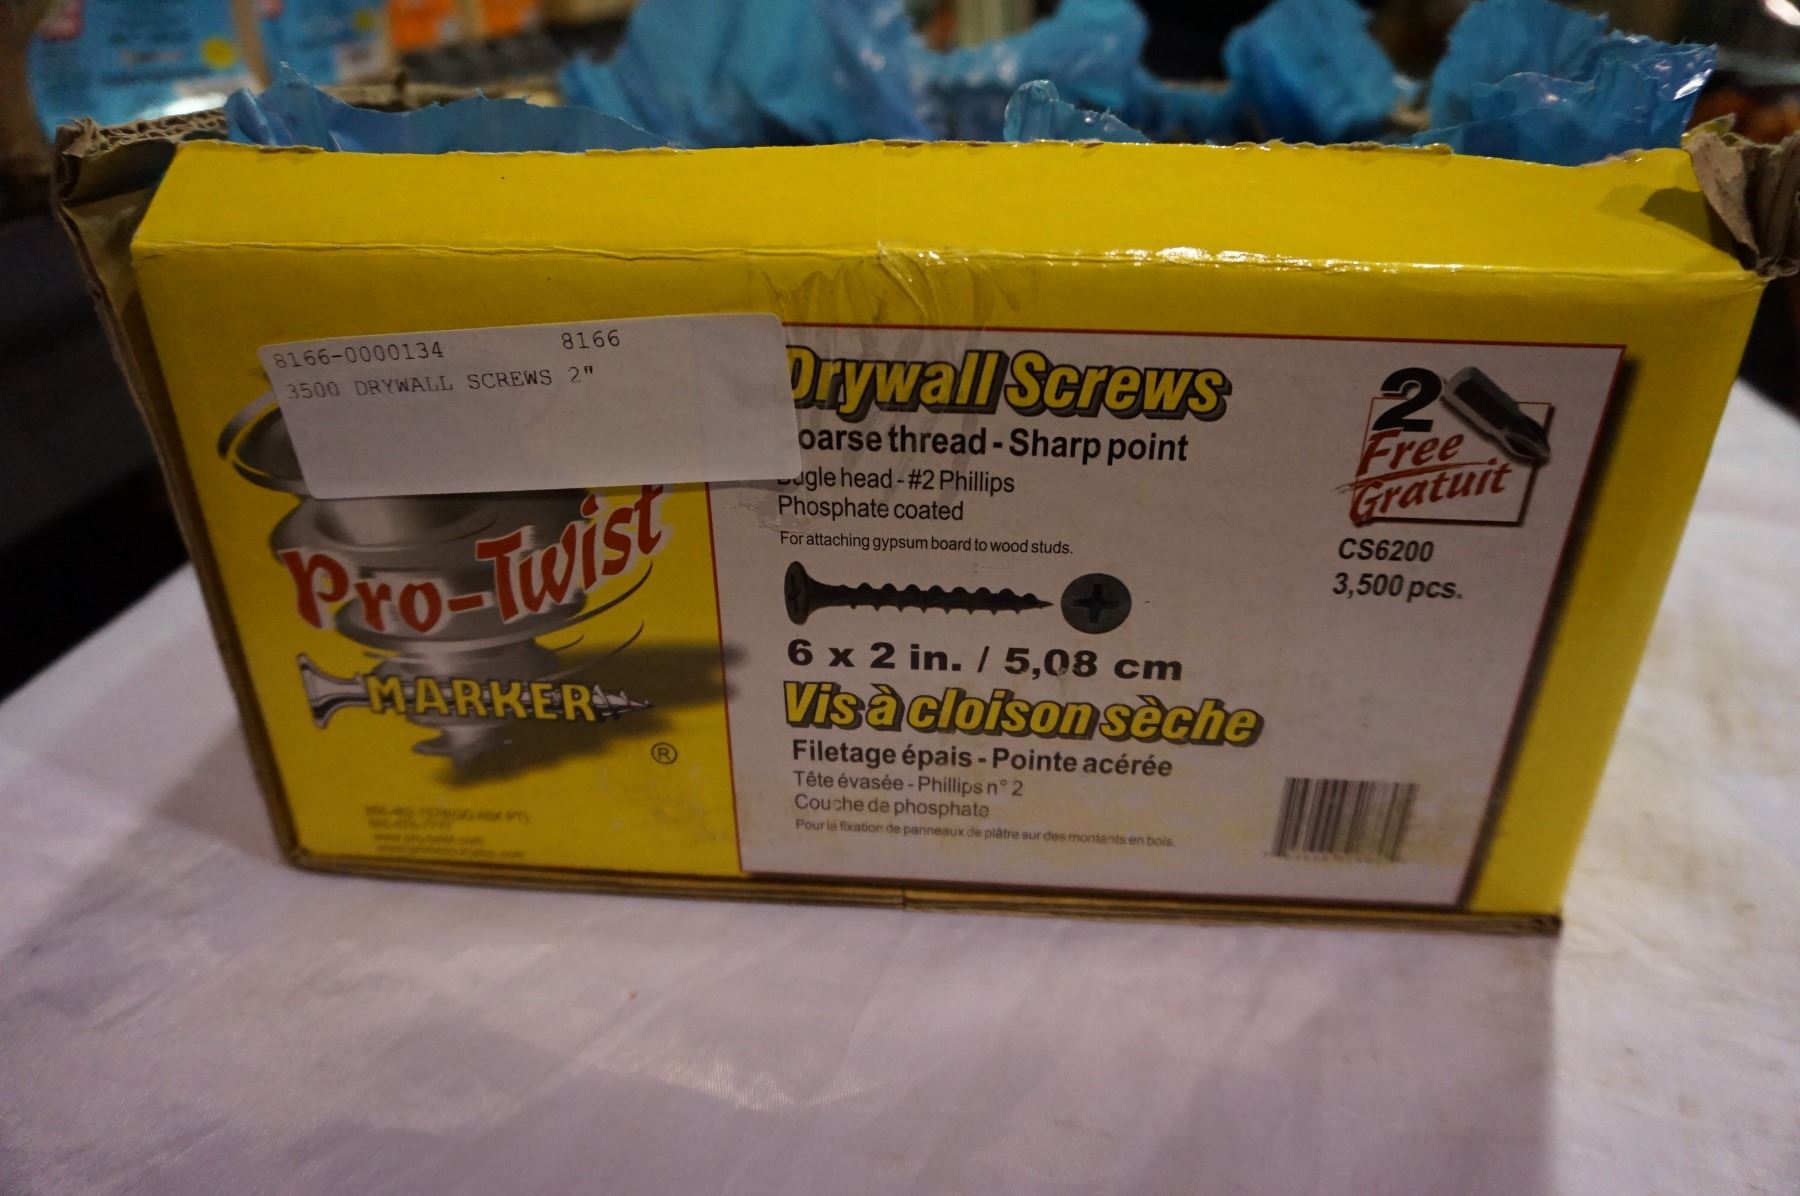 8166-0000134 8166
3500 DRYWALL SCREWS 2"
Pro-Twist
MARKER
®
Drywall Screws
oarse thread - Sharp point
head - #2 Phillips
Phosphate coated
For attaching gypsum board to wood studs.
6 x 2 in. / 5,08 cm
Vis à cloison sèche
Filetage épais - Pointe acérée
Tête évasée - Phillips n° 2
Couche de phosphate
Pour la fixation de panneaux de plâtre sur des montants en bois.
2
Free
Gratuit
CS6200
3,500 pcs.